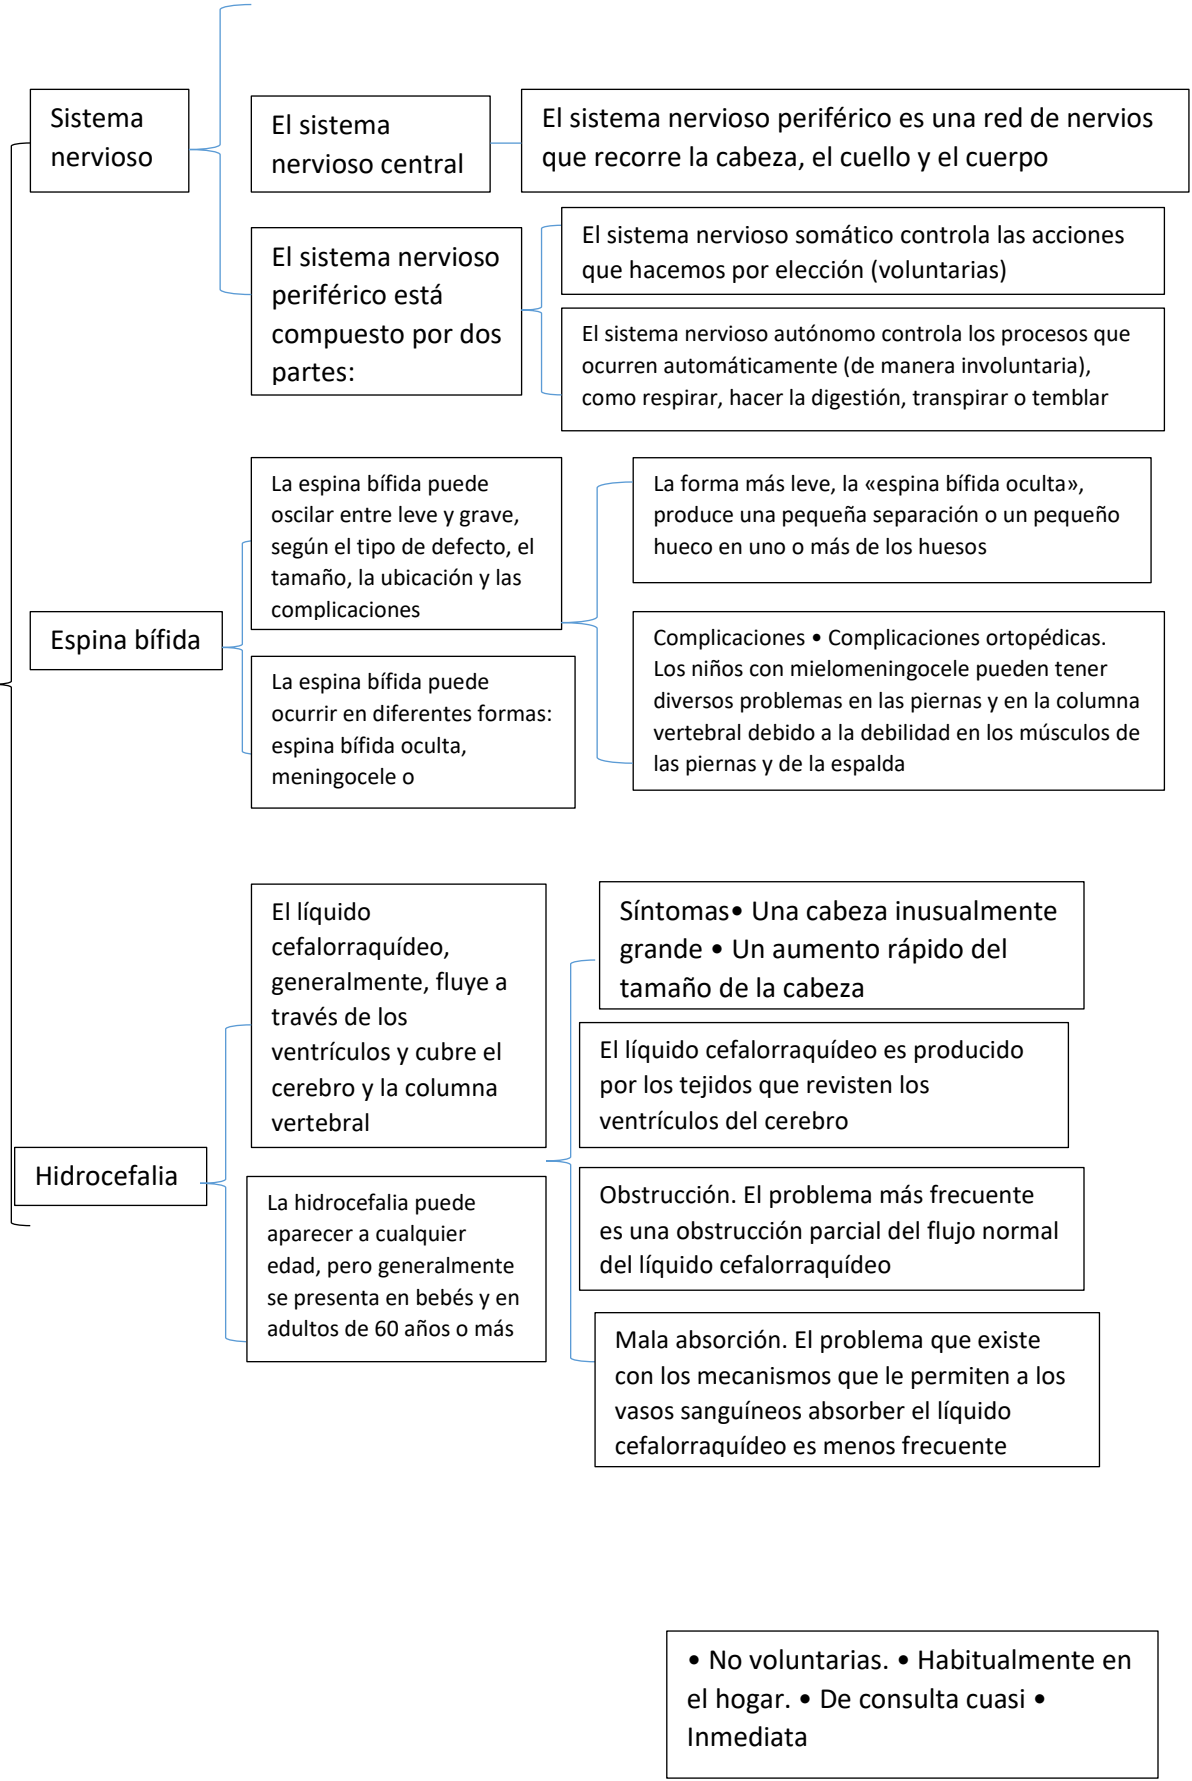 Sistema
nervioso
El sistema
nervioso central
El sistema nervioso periférico es una red de nervios
que recorre la cabeza, el cuello y el cuerpo
El sistema nervioso
periférico está
compuesto por dos
partes:
El sistema nervioso somático controla las acciones
que hacemos por elección (voluntarias)
El sistema nervioso autónomo controla los procesos que
ocurren automáticamente (de manera involuntaria),
como respirar, hacer la digestión, transpirar o temblar
Espina bífida
La espina bífida puede
oscilar entre leve y grave,
según el tipo de defecto, el
tamaño, la ubicación y las
complicaciones
La forma más leve, la «espina bífida oculta»,
produce una pequeña separación o un pequeño
hueco en uno o más de los huesos
Complicaciones • Complicaciones ortopédicas.
Los niños con mielomeningocele pueden tener
diversos problemas en las piernas y en la columna
vertebral debido a la debilidad en los músculos de
las piernas y de la espalda
La espina bífida puede
ocurrir en diferentes formas:
espina bífida oculta,
meningocele o
Hidrocefalia
El líquido
cefalorraquídeo,
generalmente, fluye a
través de los
ventrículos y cubre el
cerebro y la columna
vertebral
La hidrocefalia puede
aparecer a cualquier
edad, pero generalmente
se presenta en bebés y en
adultos de 60 años o más
Síntomas• Una cabeza inusualmente
grande • Un aumento rápido del
tamaño de la cabeza
El líquido cefalorraquídeo es producido
por los tejidos que revisten los
ventrículos del cerebro
Obstrucción. El problema más frecuente
es una obstrucción parcial del flujo normal
del líquido cefalorraquídeo
Mala absorción. El problema que existe
con los mecanismos que le permiten a los
vasos sanguíneos absorber el líquido
cefalorraquídeo es menos frecuente
• No voluntarias. • Habitualmente en
el hogar. • De consulta cuasi •
Inmediata